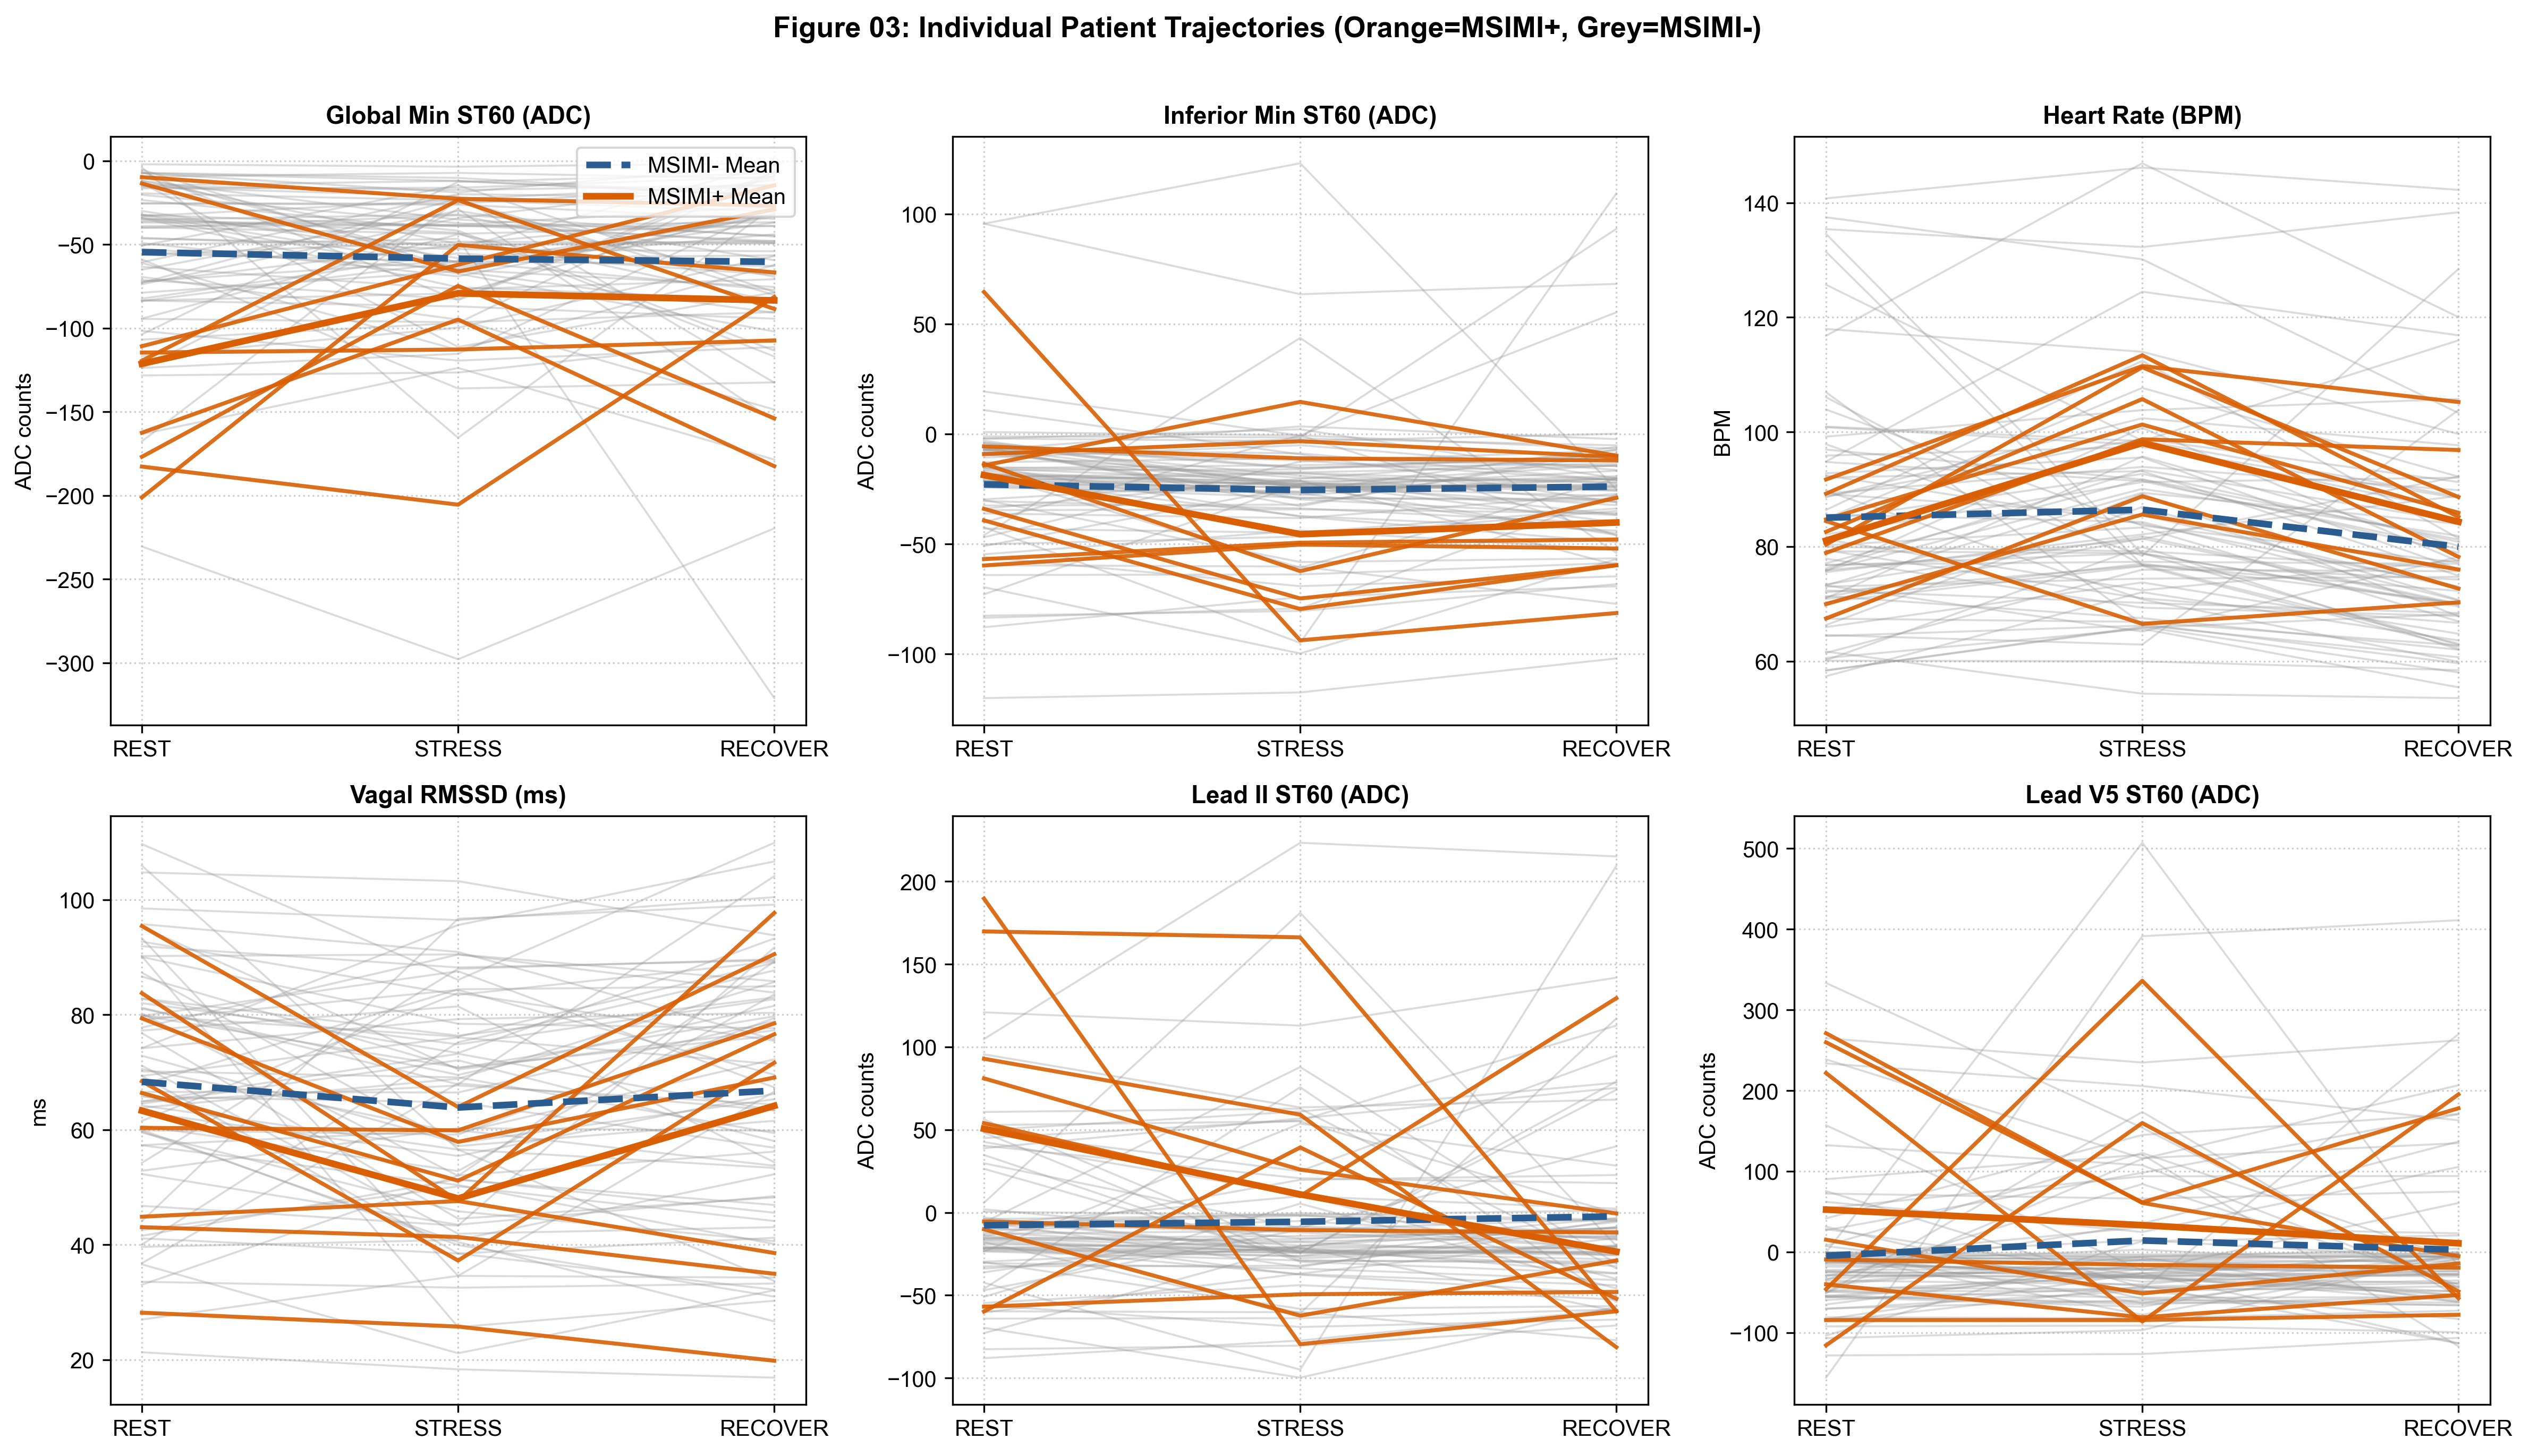 Figure 03: Individual Patient Trajectories (Orange=MSIMI+, Grey=MSIMI-)
Global Min ST60 (ADC)
ADC counts
0
−50
−100
−150
−200
−250
−300
MSIMI- Mean
MSIMI+ Mean
REST
STRESS
RECOVER
Inferior Min ST60 (ADC)
ADC counts
100
50
0
−50
−100
REST
STRESS
RECOVER
Heart Rate (BPM)
BPM
140
120
100
80
60
REST
STRESS
RECOVER
Vagal RMSSD (ms)
ms
100
80
60
40
20
REST
STRESS
RECOVER
Lead II ST60 (ADC)
ADC counts
200
150
100
50
0
−50
−100
REST
STRESS
RECOVER
Lead V5 ST60 (ADC)
ADC counts
500
400
300
200
100
0
−100
REST
STRESS
RECOVER